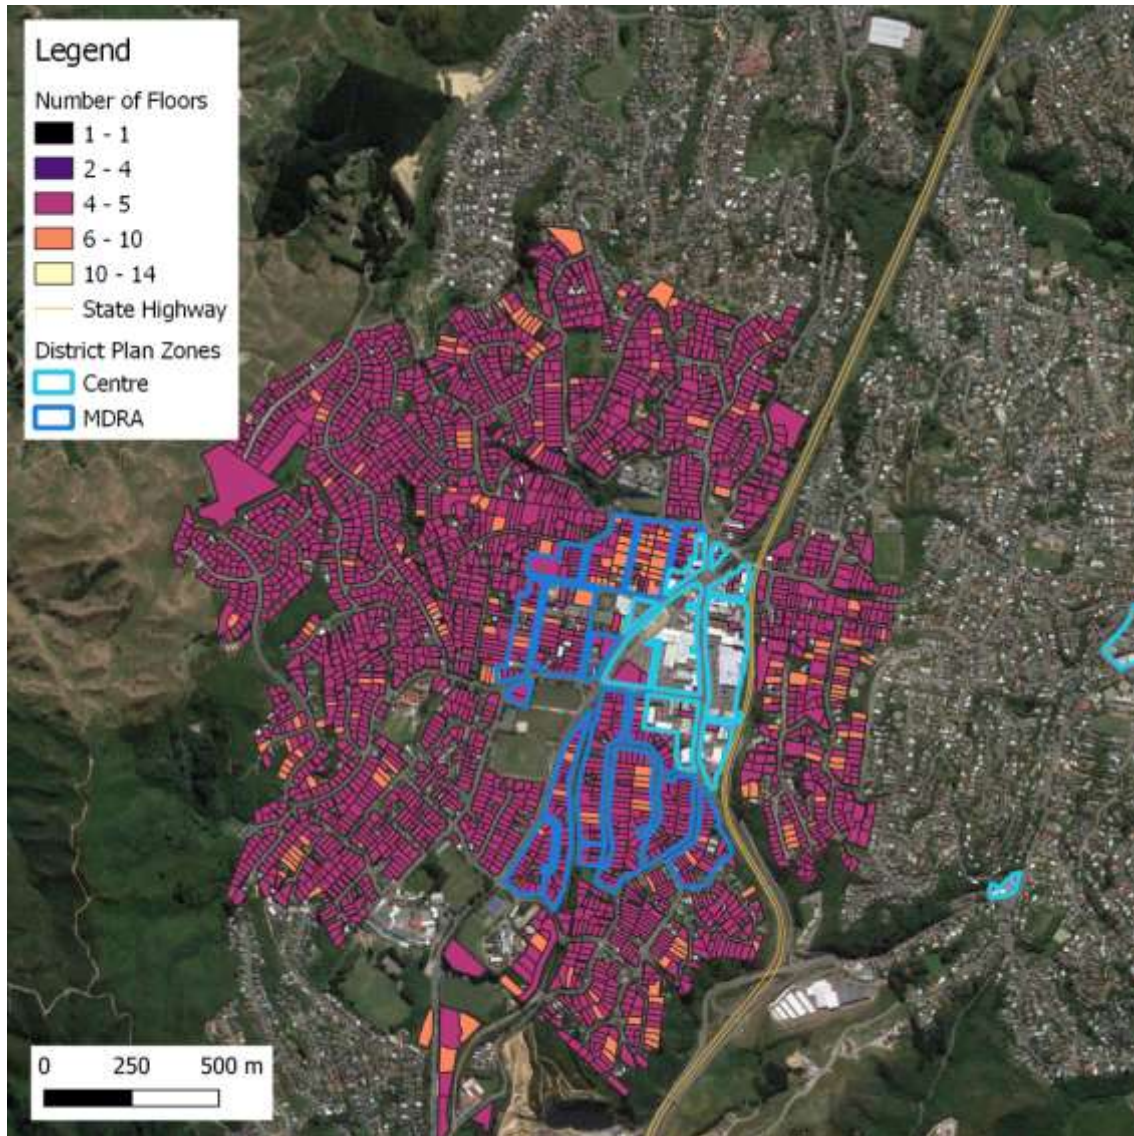 Legend
Number of Floors
1 - 1
2 - 4
4 - 5
6 - 10
10 - 14
State Highway
District Plan Zones
Centre
MDRA
0 250 500 m